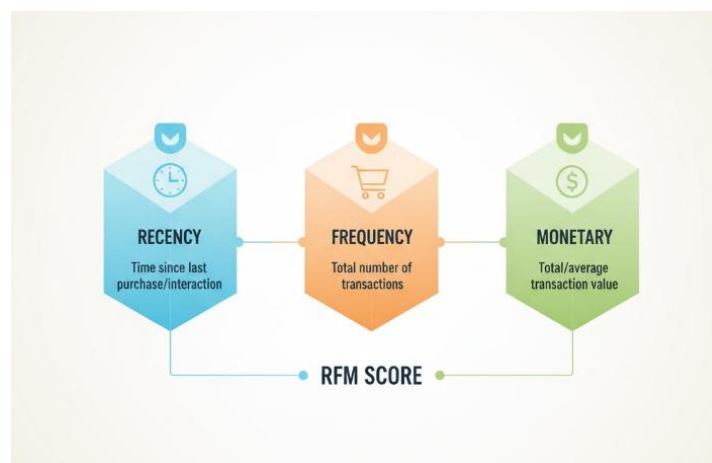 RECENCY
Time since last
purchase/interaction
FREQUENCY
Total number of
transactions
MONETARY
Total/average
transaction value
RFM SCORE